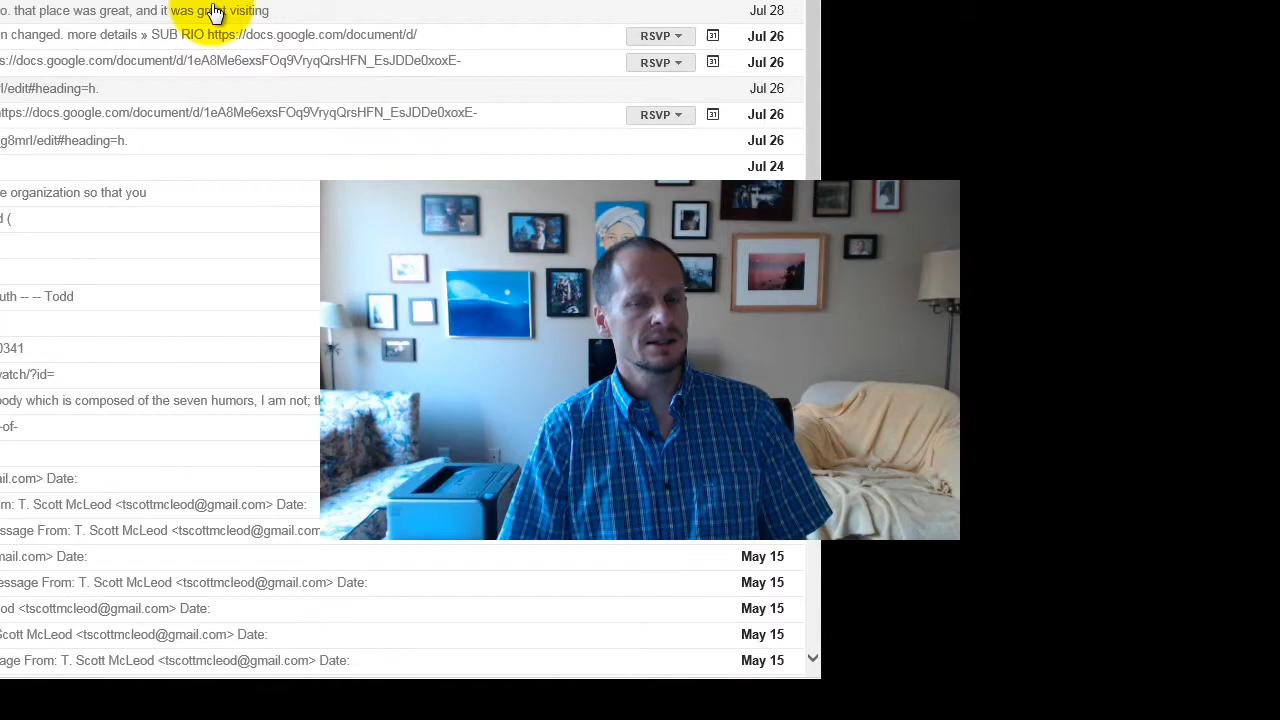 o. that place was great, and it was great visiting Jul 28
n changed. more details » SUB RIO https://docs.google.com/document/d/ RSVP 31 Jul 26
s://docs.google.com/document/d/1eA8Me6exsFOq9VryqQrsHFN_EsJDDe0xoxE- RSVP 31 Jul 26
l/edit#heading=h. Jul 26
ttps://docs.google.com/document/d/1eA8Me6exsFOq9VryqQrsHFN_EsJDDe0xoxE- RSVP 31 Jul 26
g8mrl/edit#heading=h. Jul 26
Jul 24
e organization so that you
d (
uth -- -- Todd
0341
vatch/?id=
ody which is composed of the seven humors, I am not; th
-of-
ail.com> Date:
m: T. Scott McLeod <tscottmcleod@gmail.com> Date:
ssage From: T. Scott McLeod <tscottmcleod@gm
mail.com> Date: May 15
essage From: T. Scott McLeod <tscottmcleod@gmail.com> Date: May 15
od <tscottmcleod@gmail.com> Date: May 15
Scott McLeod <tscottmcleod@gmail.com> Date: May 15
age From: T. Scott McLeod <tscottmcleod@gmail.com> Date: May 15